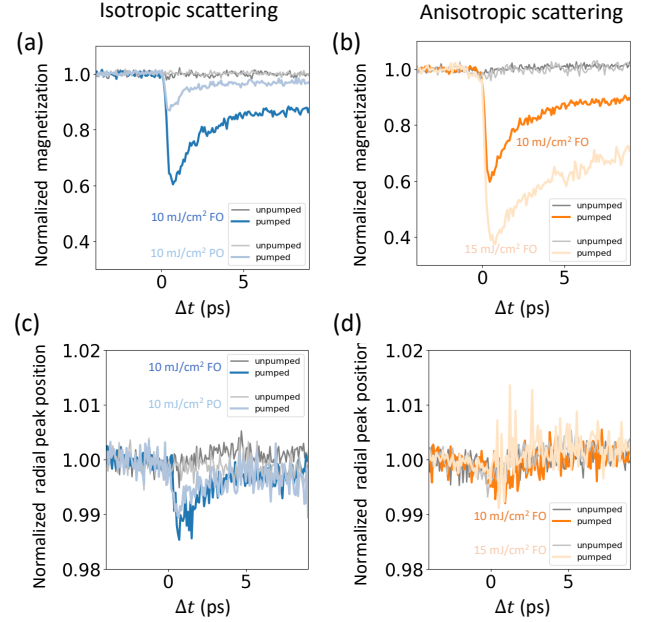 Isotropic scattering
Anisotropic scattering
(a)
(b)
Normalized magnetization
1.0
0.8
0.6
0.4
10 mJ/cm² FO
unpumped
pumped
10 mJ/cm² PO
unpumped
pumped
0
5
Δt (ps)
Normalized magnetization
1.0
0.8
0.6
0.4
10 mJ/cm² FO
unpumped
pumped
15 mJ/cm² FO
unpumped
pumped
0
5
Δt (ps)
(c)
(d)
Normalized radial peak position
1.02
1.01
1.00
0.99
0.98
10 mJ/cm² FO
unpumped
pumped
10 mJ/cm² PO
unpumped
pumped
0
5
Δt (ps)
Normalized radial peak position
1.02
1.01
1.00
0.99
0.98
10 mJ/cm² FO
unpumped
pumped
15 mJ/cm² FO
unpumped
pumped
0
5
Δt (ps)